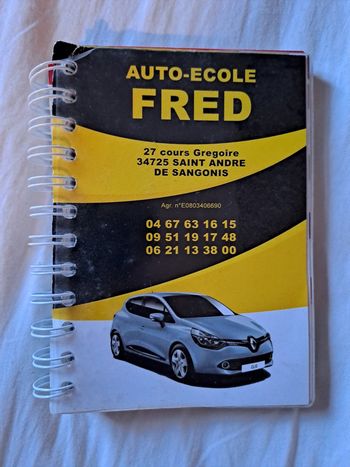 AUTO-ECOLE
FRED
27 cours Gregoire
34725 SAINT ANDRE
DE SANGONIS
Agr. n°E0803406690
04 67 63 16 15
09 51 19 17 48
06 21 13 38 00